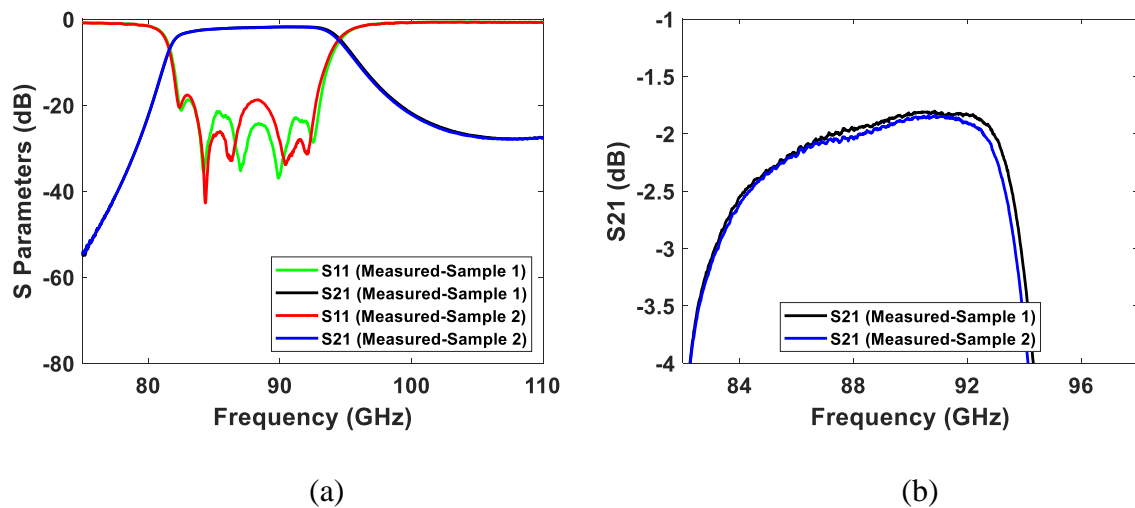 0
-20
-40
-60
-80
S Parameters (dB)
80
90
100
110
Frequency (GHz)
S11 (Measured-Sample 1)
S21 (Measured-Sample 1)
S11 (Measured-Sample 2)
S21 (Measured-Sample 2)
(a)
-1
-1.5
-2
-2.5
-3
-3.5
-4
S21 (dB)
84
88
92
96
Frequency (GHz)
S21 (Measured-Sample 1)
S21 (Measured-Sample 2)
(b)